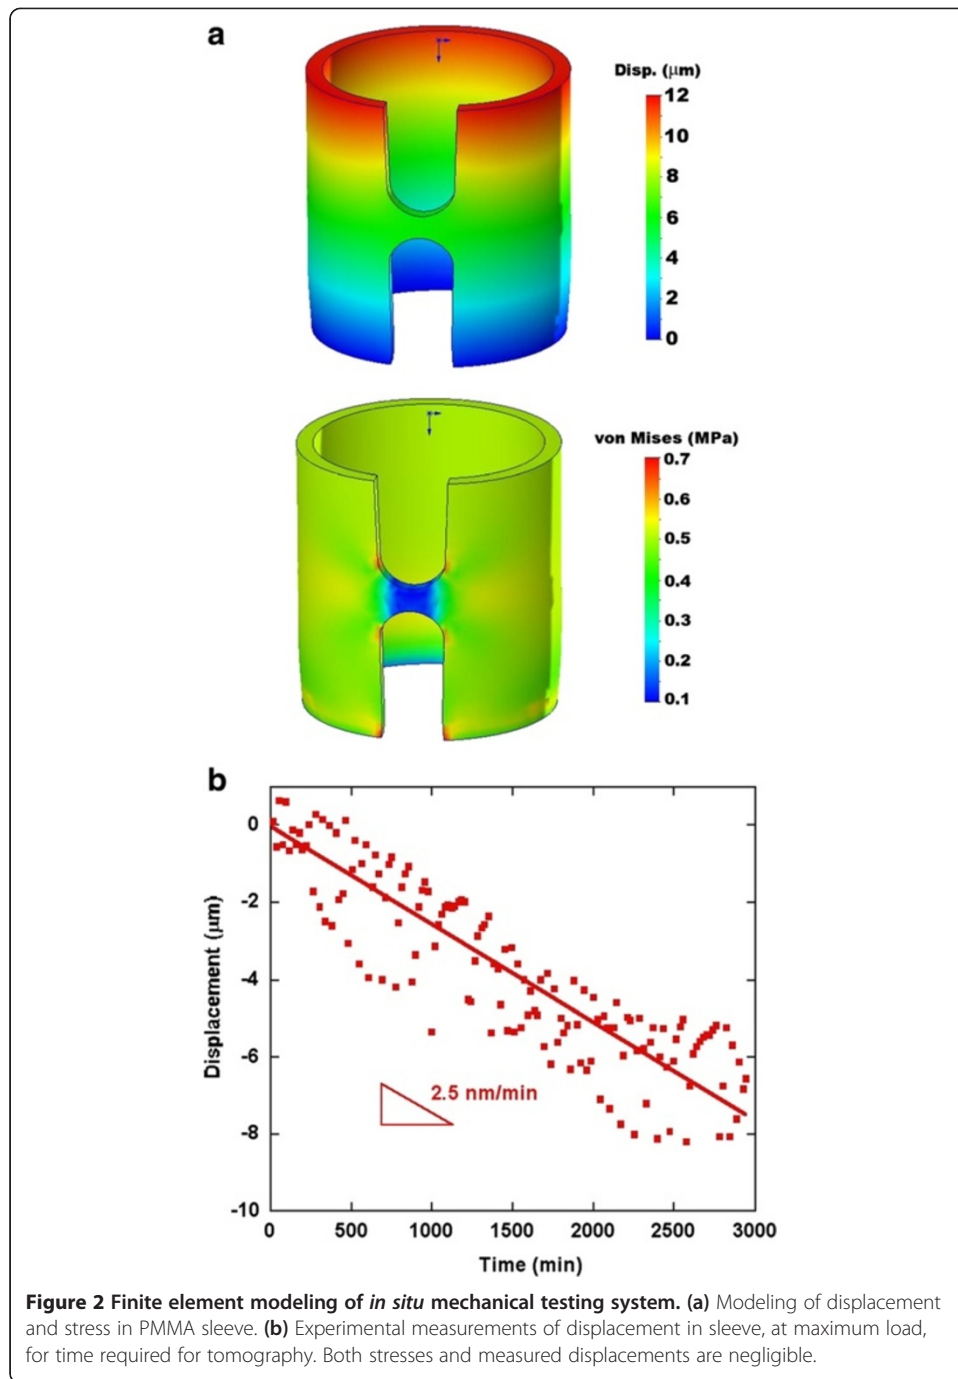 a
Disp. (μm)
12
10
8
6
4
2
0
von Mises (MPa)
0.7
0.6
0.5
0.4
0.3
0.2
0.1
b
0
-2
-4
-6
-8
-10
Displacement (μm)
2.5 nm/min
0 500 1000 1500 2000 2500 3000
Time (min)
Figure 2 Finite element modeling of in situ mechanical testing system. (a) Modeling of displacement
and stress in PMMA sleeve. (b) Experimental measurements of displacement in sleeve, at maximum load,
for time required for tomography. Both stresses and measured displacements are negligible.